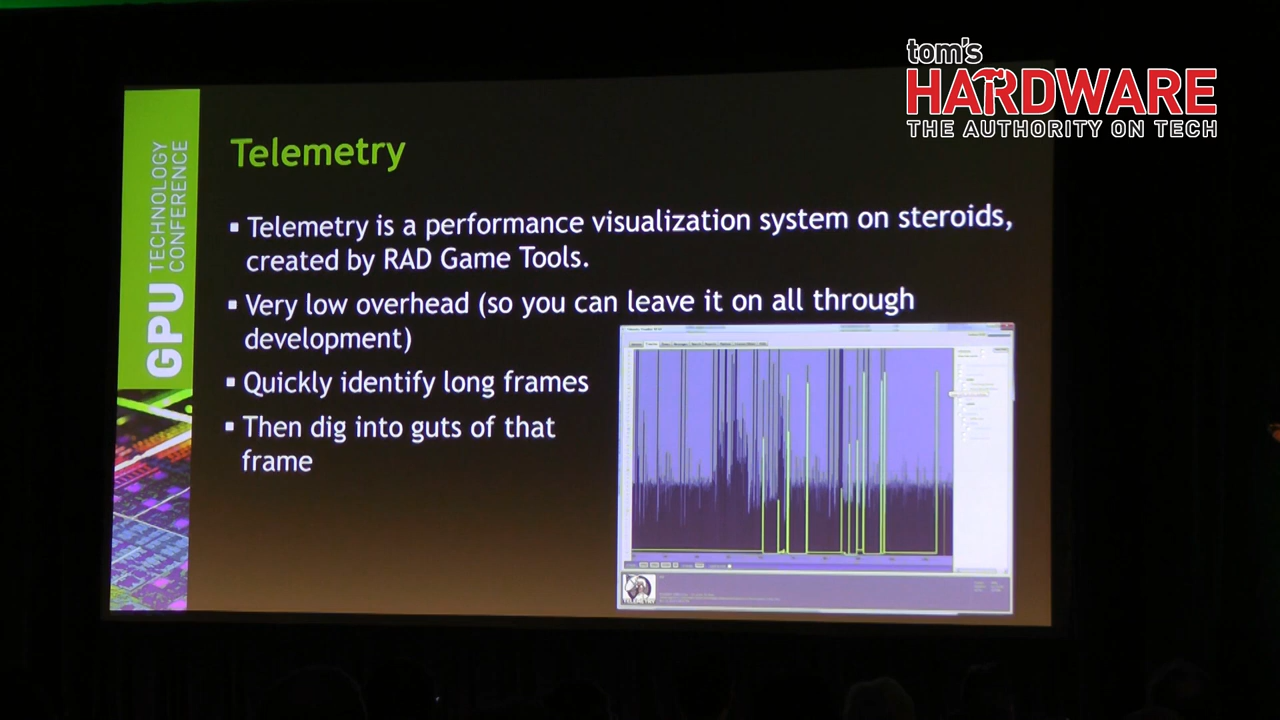 tom's
HARDWARE
THE AUTHORITY ON TECH
GPU TECHNOLOGY
CONFERENCE
Telemetry
▪ Telemetry is a performance visualization system on steroids,
created by RAD Game Tools.
▪ Very low overhead (so you can leave it on all through
development)
▪ Quickly identify long frames
▪ Then dig into guts of that
frame
TELEMETRY